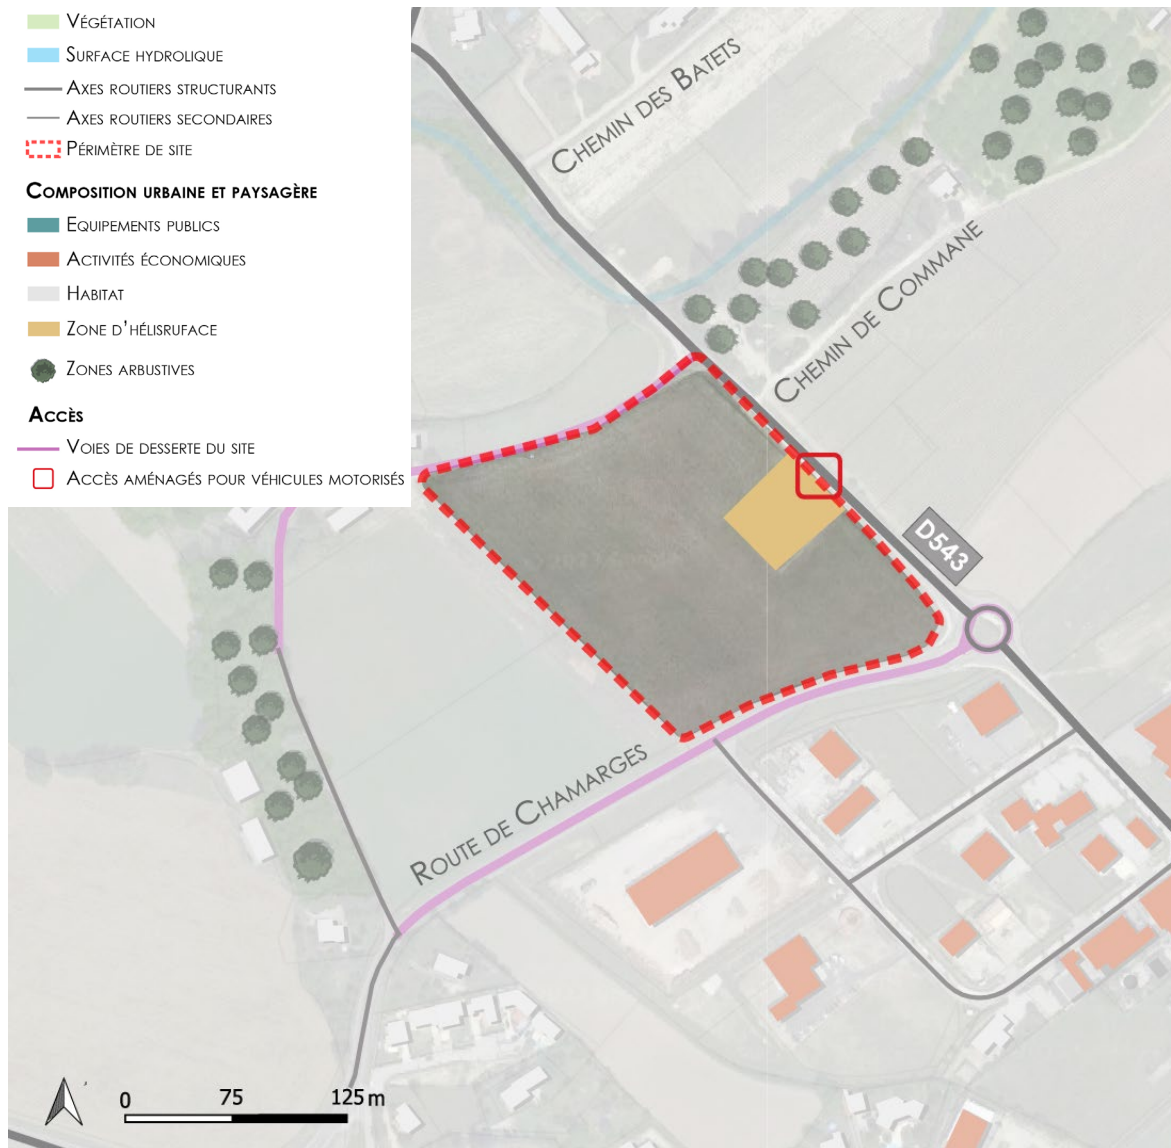 Végétation
Surface hydrolique
Axes routiers structurants
Axes routiers secondaires
Périmètre de site
Composition urbaine et paysagère
Equipements publics
Activités économiques
Habitat
Zone d'hélisruface
Zones arbustives
Accès
Voies de desserte du site
Accès aménagés pour véhicules motorisés
Chemin des Batets
Chemin de Commane
D543
Route de Chamarges
0 75 125 m